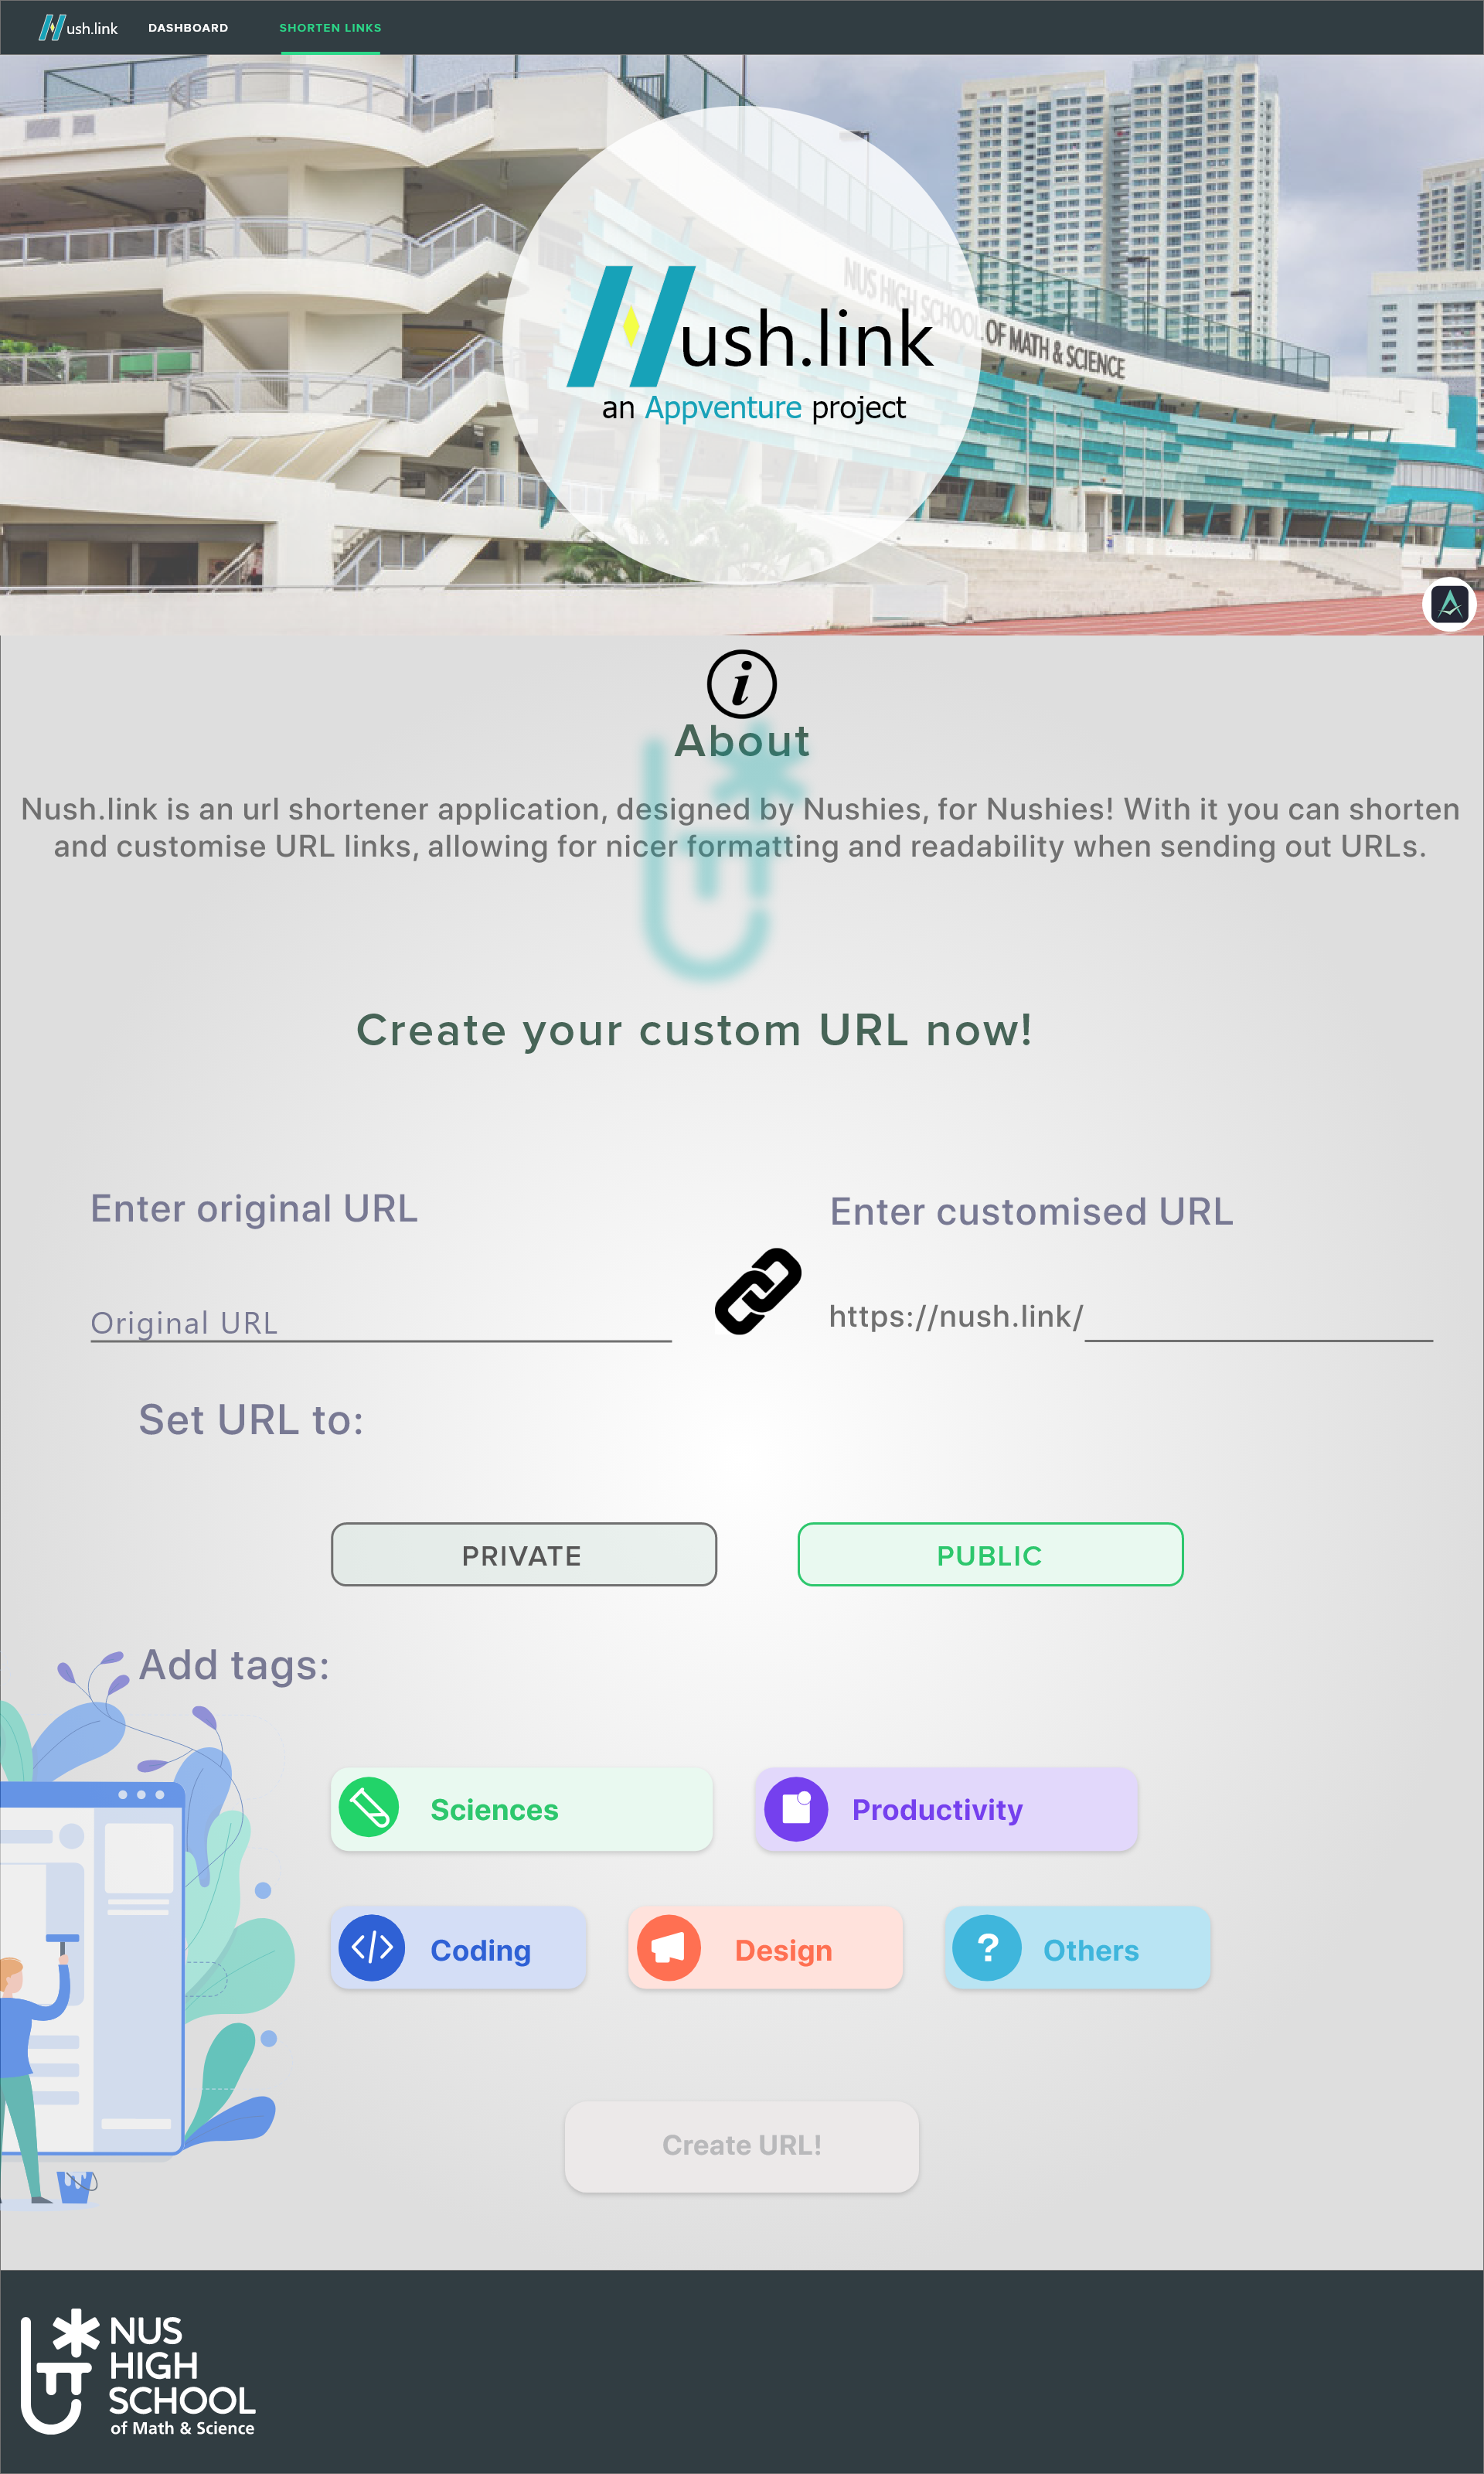 ush.link DASHBOARD SHORTEN LINKS
NUS HIGH SCHOOL OF MATH & SCIENCE
ush.link
an Appventure project
About
Nush.link is an url shortener application, designed by Nushies, for Nushies! With it you can shorten
and customise URL links, allowing for nicer formatting and readability when sending out URLs.
Create your custom URL now!
Enter original URL
Enter customised URL
Original URL
https://nush.link/
Set URL to:
PRIVATE
PUBLIC
Add tags:
Sciences
Productivity
</> Coding
Design
? Others
Create URL!
NUS
HIGH
SCHOOL
of Math & Science